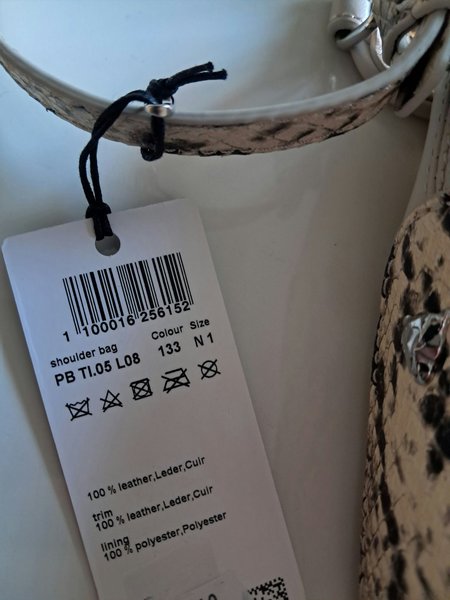 1 100016 256152
shoulder bag Colour Size
PB TI.05 L08 133 N 1
100 % leather,Leder,Cuir
trim
100 % leather,Leder,Cuir
lining
100 % polyester,Polyester